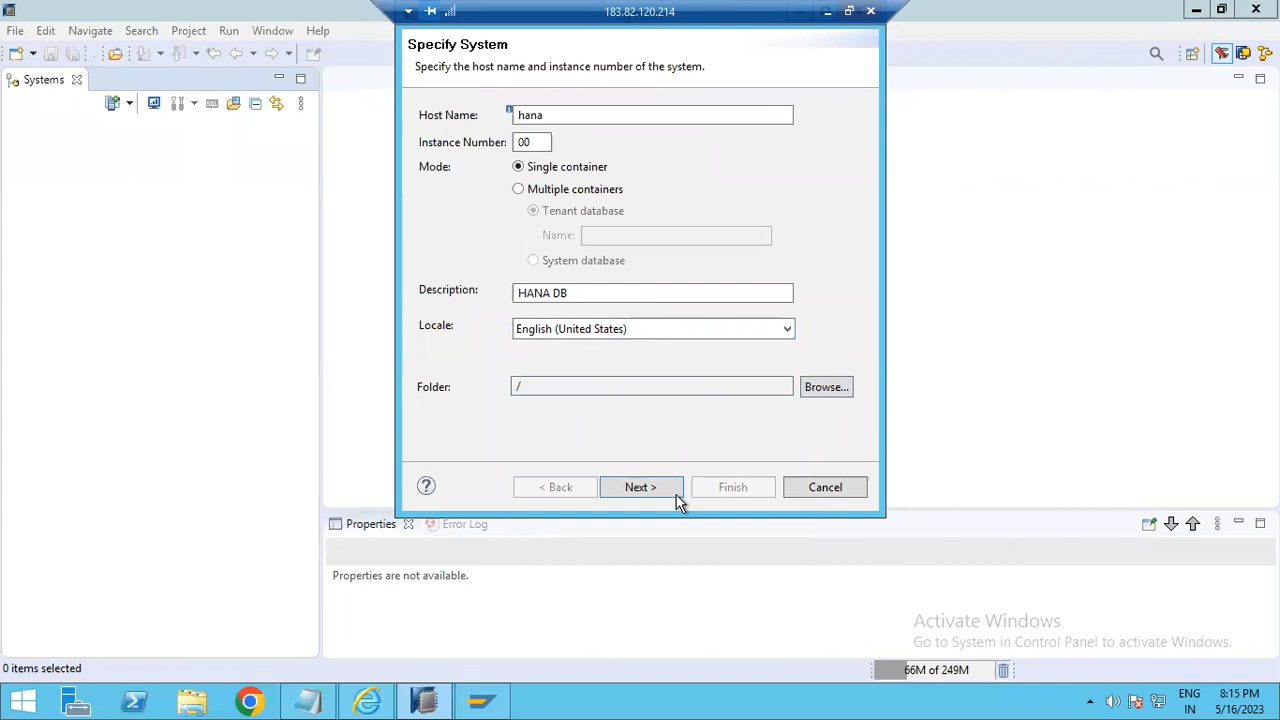 183.82.120.214
File Edit Navigate Search Project Run Window Help
Specify System
Specify the host name and instance number of the system.
Systems
SQL
Host Name: hana
Instance Number: 00
Mode: Single container
Multiple containers
Tenant database
Name:
System database
Description: HANA DB
Locale: English (United States)
Folder: / Browse...
? < Back Next > Finish Cancel
Properties Error Log
Properties are not available.
Activate Windows
Go to System in Control Panel to activate Windows.
0 items selected
66M of 249M
ENG 8:15 PM
IN 5/16/2023